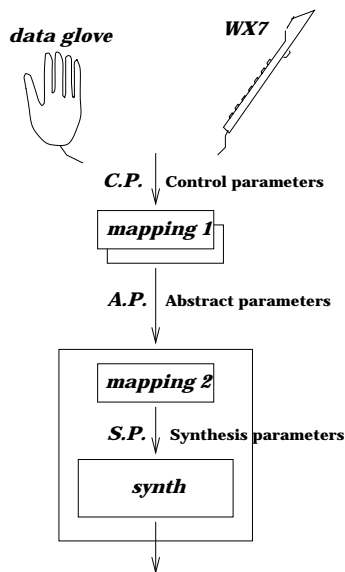 data glove
WX7
C.P. Control parameters
mapping 1
A.P. Abstract parameters
mapping 2
S.P. Synthesis parameters
synth